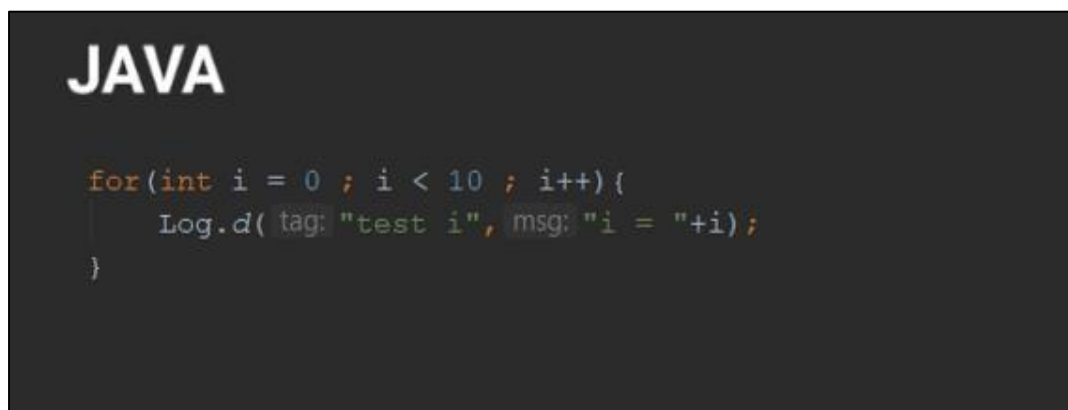 JAVA
for(int i = 0 ; i < 10 ; i++){
Log.d( tag: "test i", msg: "i = "+i);
}